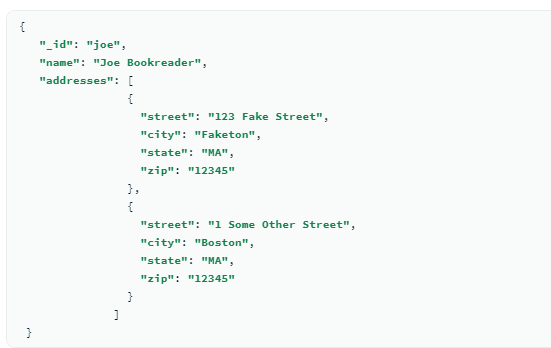 {
"_id": "joe",
"name": "Joe Bookreader",
"addresses": [
{
"street": "123 Fake Street",
"city": "Faketon",
"state": "MA",
"zip": "12345"
},
{
"street": "1 Some Other Street",
"city": "Boston",
"state": "MA",
"zip": "12345"
}
]
}